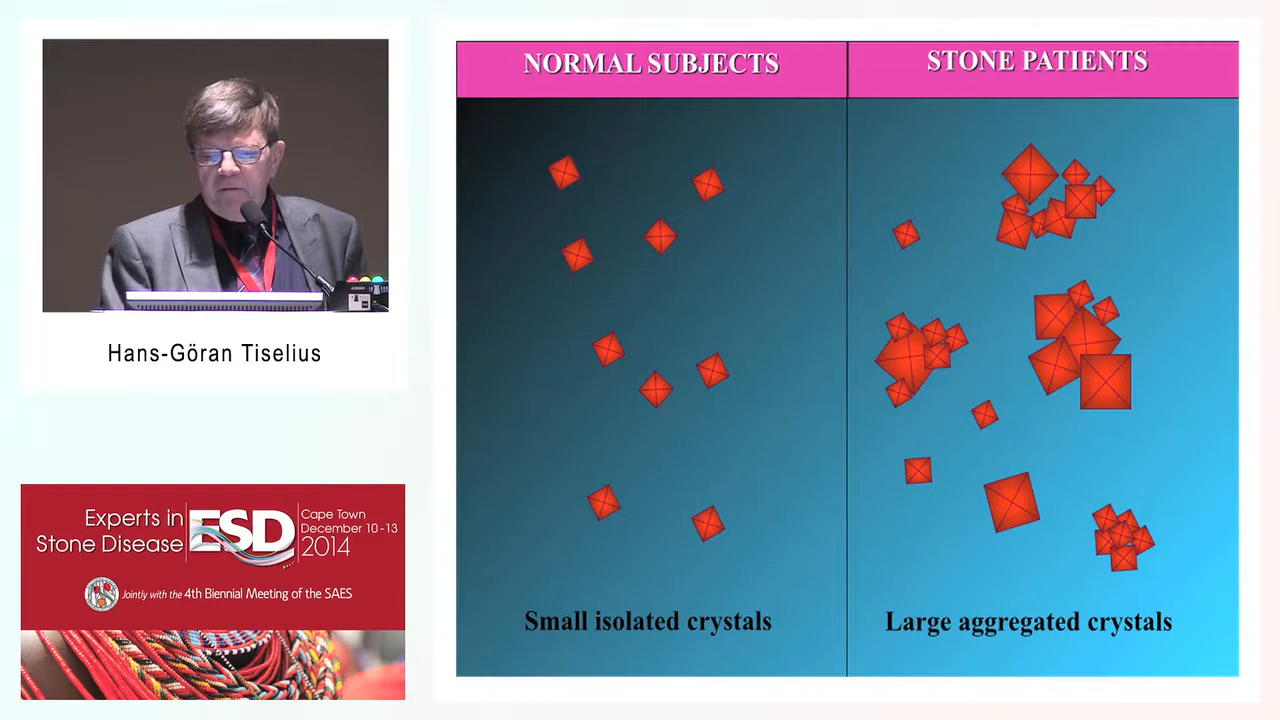 NORMAL SUBJECTS
STONE PATIENTS
Small isolated crystals
Large aggregated crystals
Hans-Göran Tiselius
Experts in
Stone Disease
ESD
Cape Town
December 10-13
2014
Jointly with the 4th Biennial Meeting of the SAES